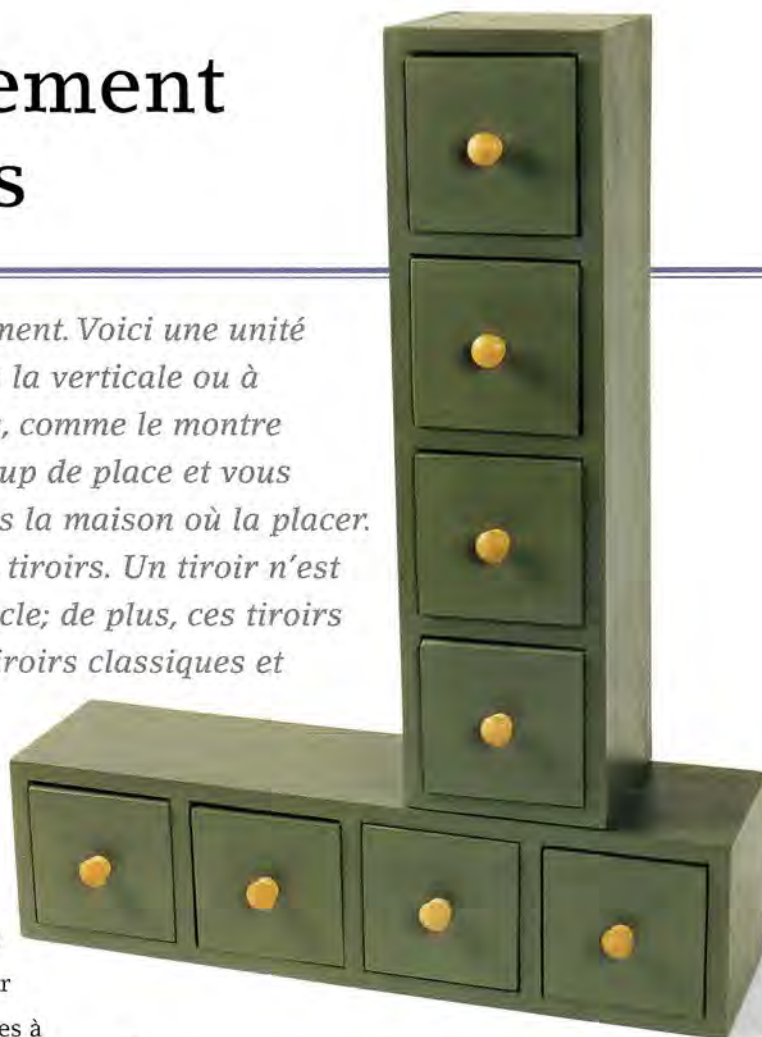 ement
s
ment. Voici une unité
la verticale ou à
, comme le montre
up de place et vous
s la maison où la placer.
tiroirs. Un tiroir n'est
cle; de plus, ces tiroirs
iroirs classiques et
r
es à